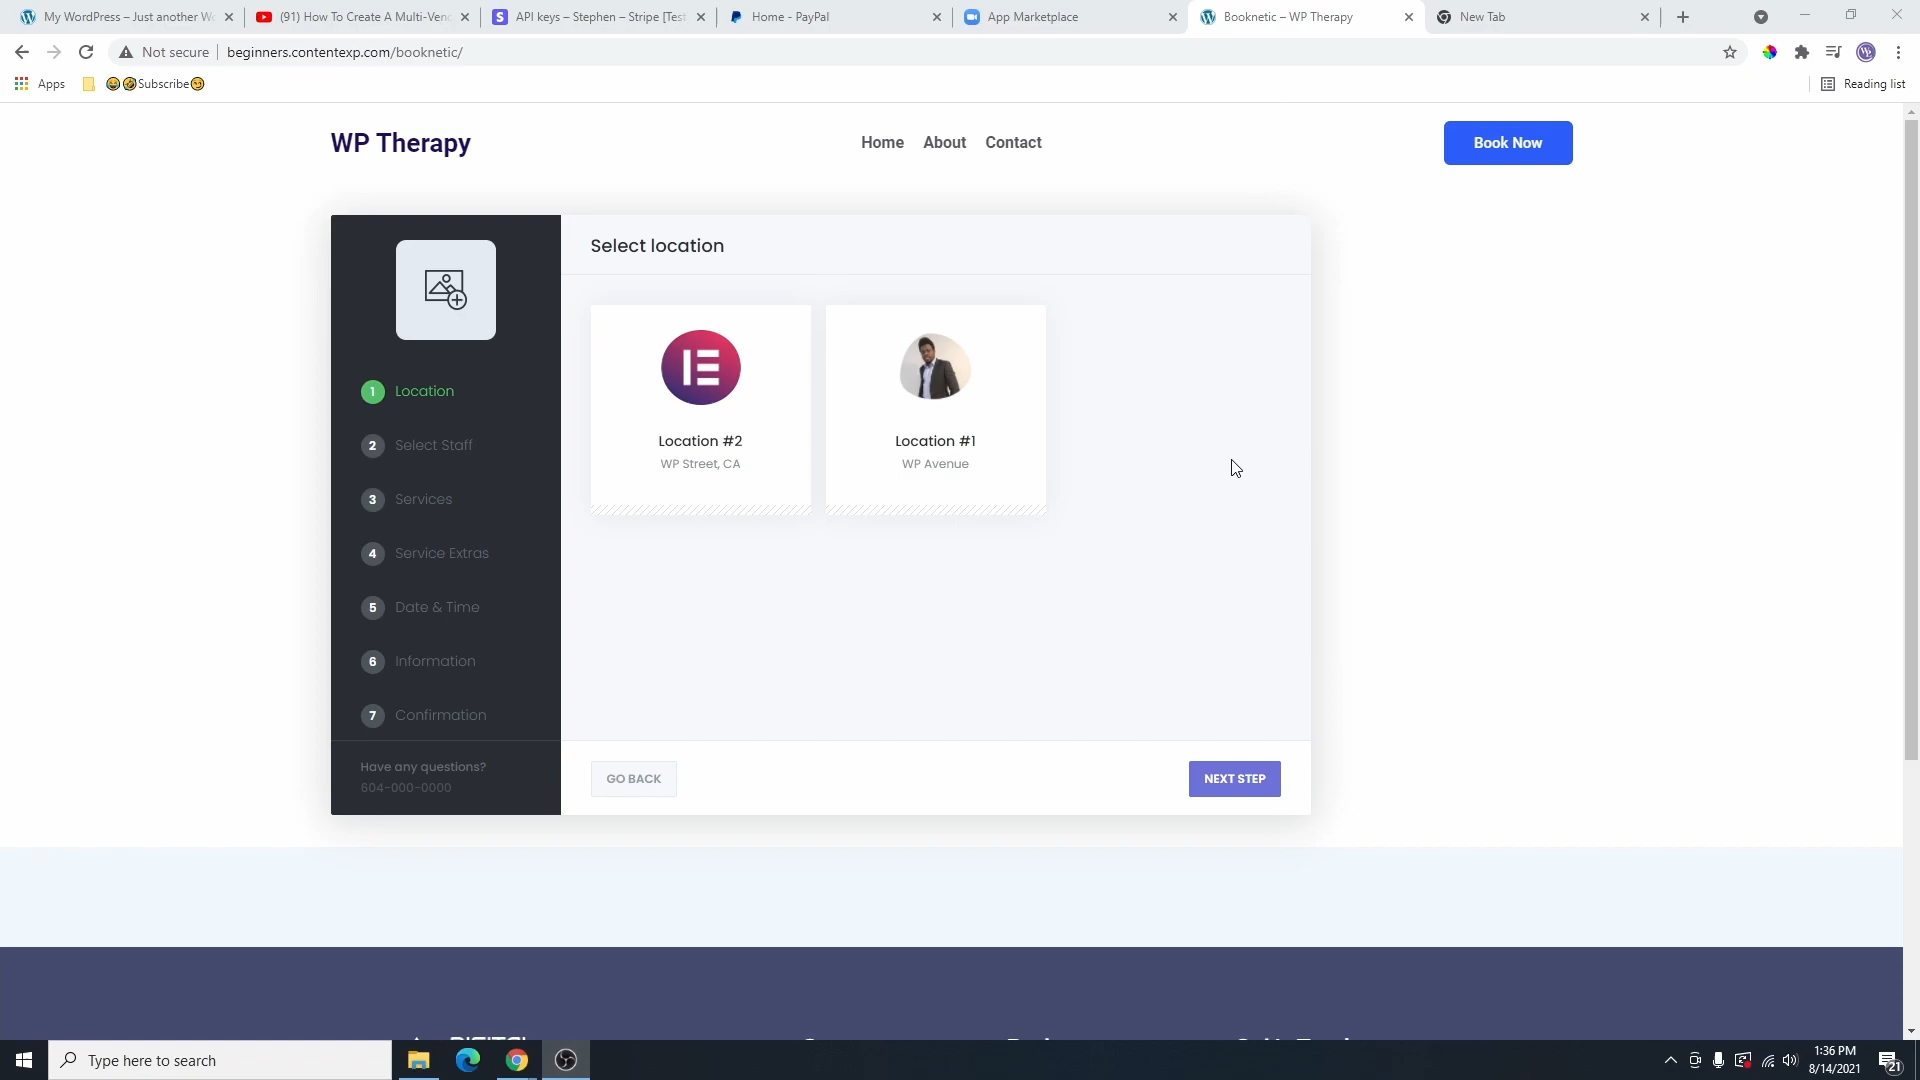 My WordPress – Just another Wo
(91) How To Create A Multi-Vend
API keys – Stephen – Stripe [Test
Home - PayPal
App Marketplace
Booknetic – WP Therapy
New Tab
Not secure
beginners.contentexp.com/booknetic/
Apps
😂🤣Subscribe😏
Reading list
WP Therapy
Home
About
Contact
Book Now
Select location
Location #2
WP Street, CA
Location #1
WP Avenue
1 Location
2 Select Staff
3 Services
4 Service Extras
5 Date & Time
6 Information
7 Confirmation
Have any questions?
604-000-0000
GO BACK
NEXT STEP
DIGITAL
Type here to search
1:36 PM
8/14/2021
21